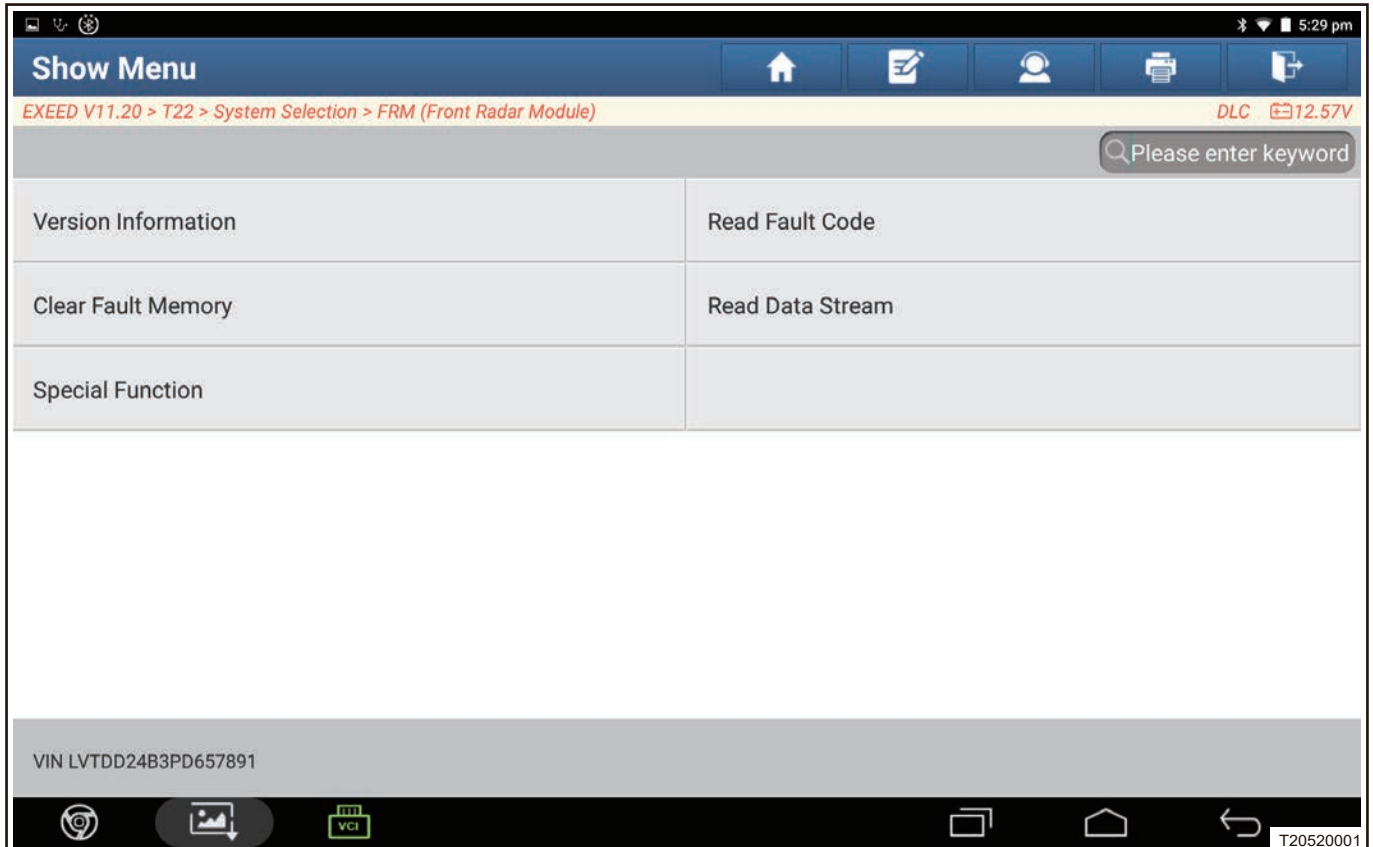 5:29 pm
Show Menu
EXEED V11.20 > T22 > System Selection > FRM (Front Radar Module)
DLC 12.57V
Please enter keyword
Version Information
Read Fault Code
Clear Fault Memory
Read Data Stream
Special Function
VIN LVTDD24B3PD657891
VCI
T20520001